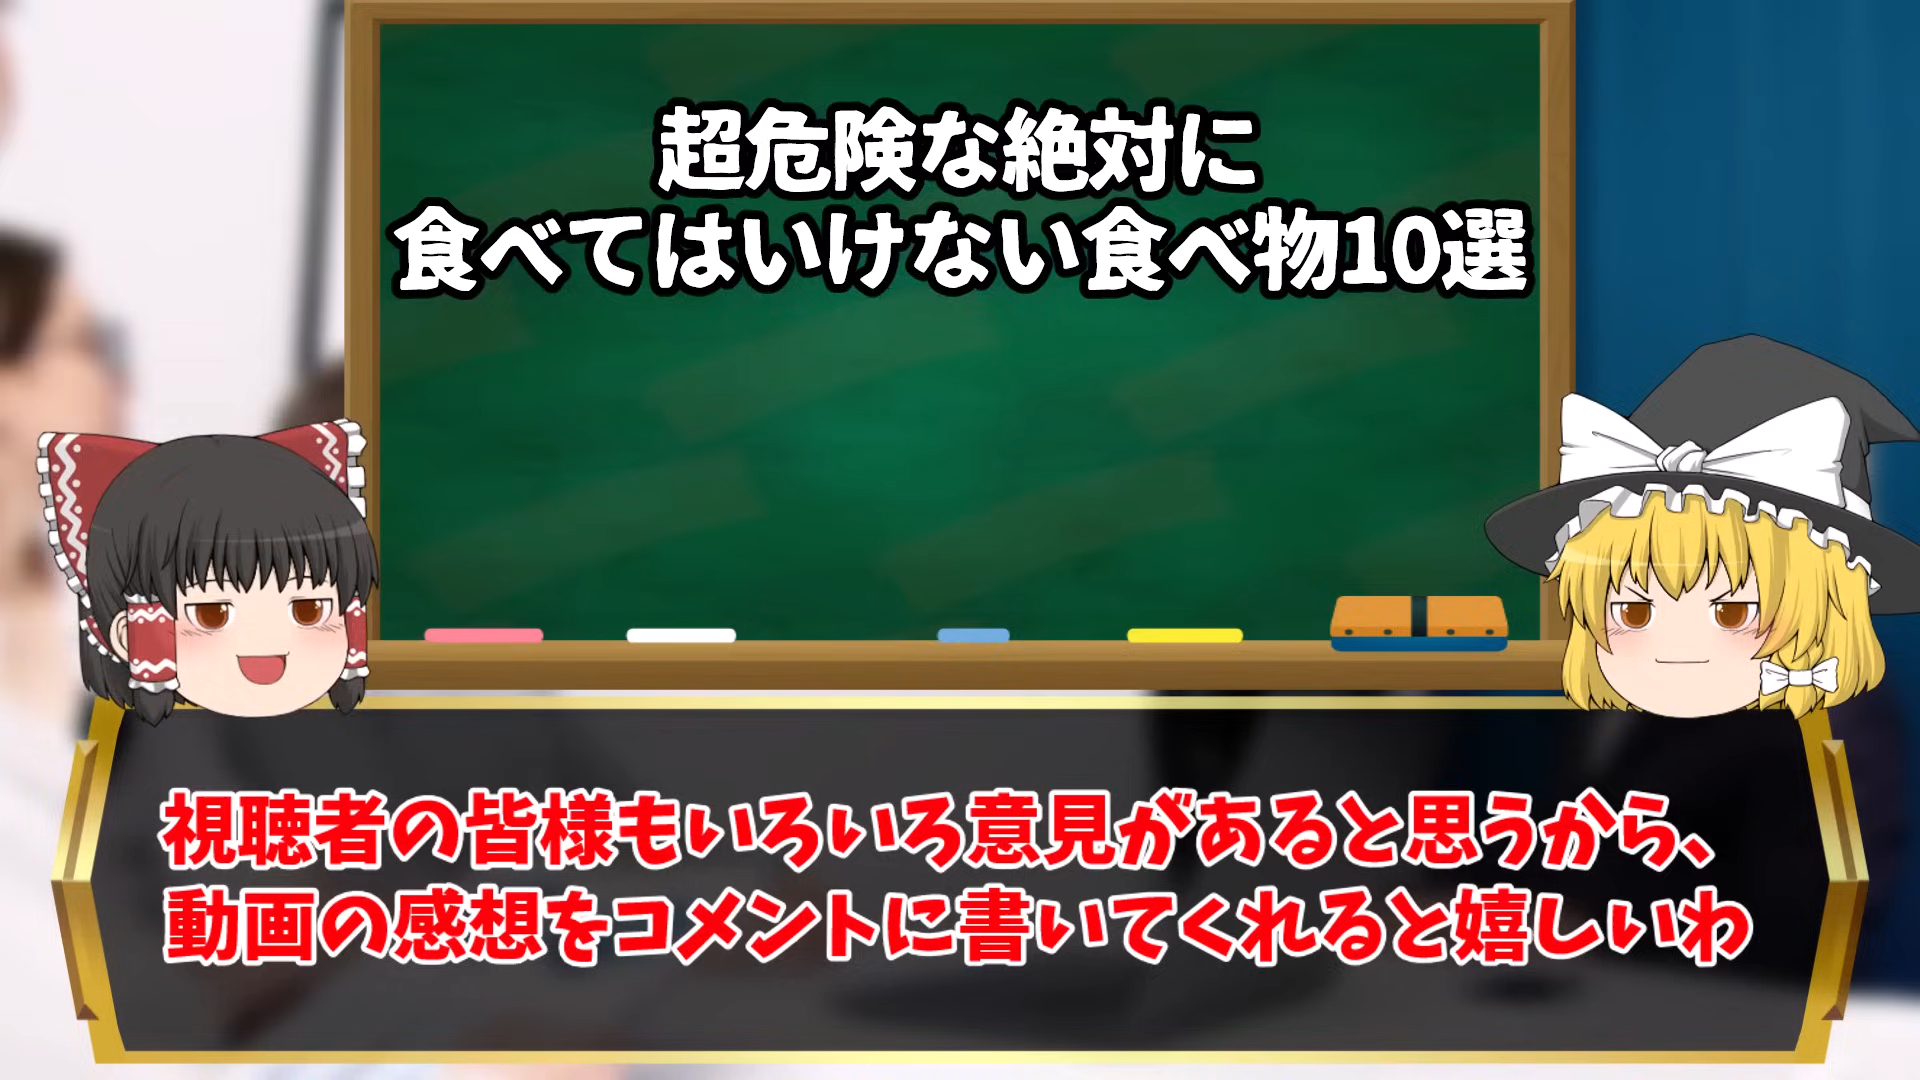 超危険な絶対に
食べてはいけない食べ物10選
視聴者の皆様もいろいろ意見があると思うから、
動画の感想をコメントに書いてくれると嬉しいわ